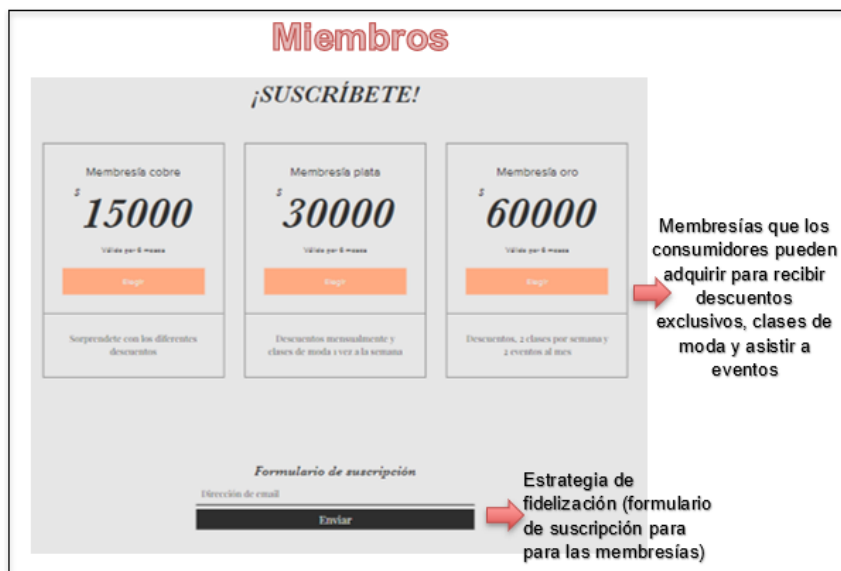 Miembros
¡SUSCRÍBETE!
Membresía cobre
$
15000
Válido por 6 meses
Elegir
Sorprendete con los diferentes
descuentos
Membresía plata
$
30000
Válido por 6 meses
Elegir
Descuentos mensualmente y
clases de moda 1 vez a la semana
Membresía oro
$
60000
Válido por 6 meses
Elegir
Descuentos, 2 clases por semana y
2 eventos al mes
Membresías que los
consumidores pueden
adquirir para recibir
descuentos
exclusivos, clases de
moda y asistir a
eventos
Formulario de suscripción
Dirección de email
Enviar
Estrategia de
fidelización (formulario
de suscripción para
para las membresías)